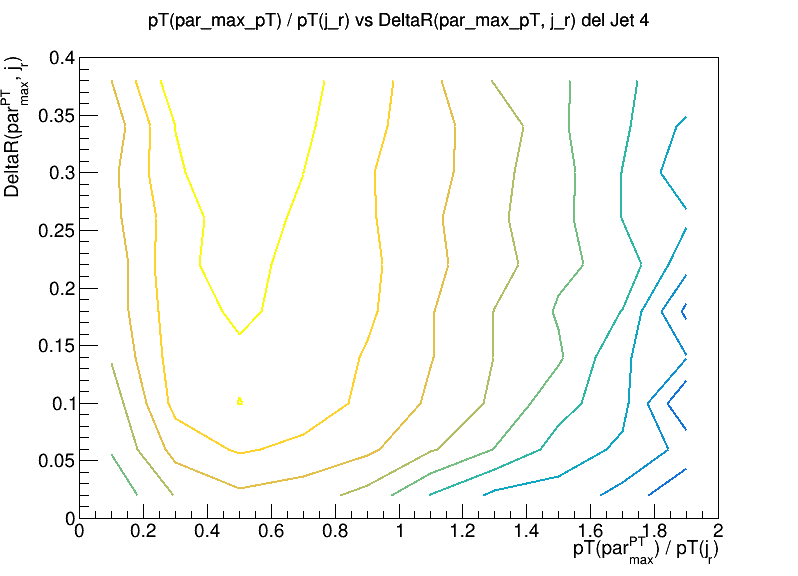 pT(par_max_pT) / pT(j_r) vs DeltaR(par_max_pT, j_r) del Jet 4
DeltaR(par^PT_max, j_r)
0.4
0.35
0.3
0.25
0.2
0.15
0.1
0.05
0
0 0.2 0.4 0.6 0.8 1 1.2 1.4 1.6 1.8 2
pT(par^PT_max) / pT(j_r)